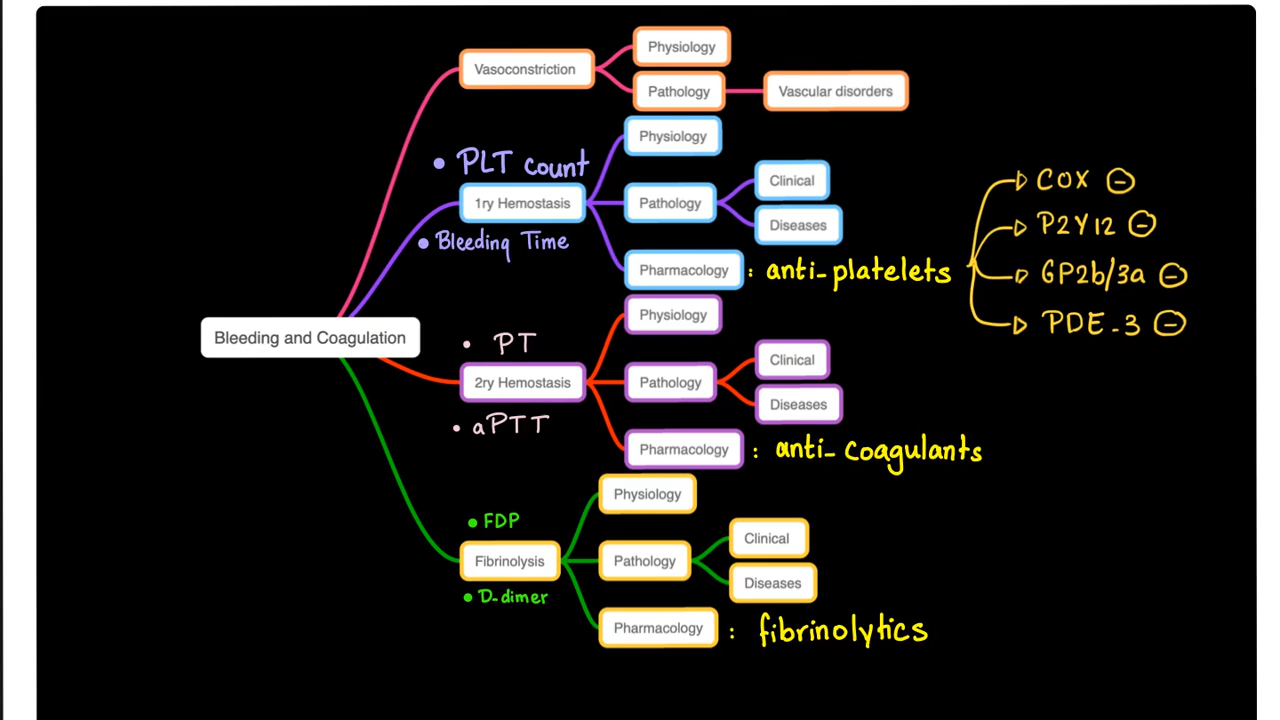 Physiology
Vasoconstriction
Pathology
Vascular disorders
Physiology
• PLT count
Clinical
1ry Hemostasis
Pathology
Diseases
• Bleeding Time
Pharmacology : anti-platelets
COX -
P2Y12 -
GP2b/3a -
PDE-3 -
Bleeding and Coagulation
Physiology
• PT
Clinical
2ry Hemostasis
Pathology
Diseases
• aPTT
Pharmacology : anti-coagulants
Physiology
• FDP
Clinical
Fibrinolysis
Pathology
Diseases
• D-dimer
Pharmacology : fibrinolytics